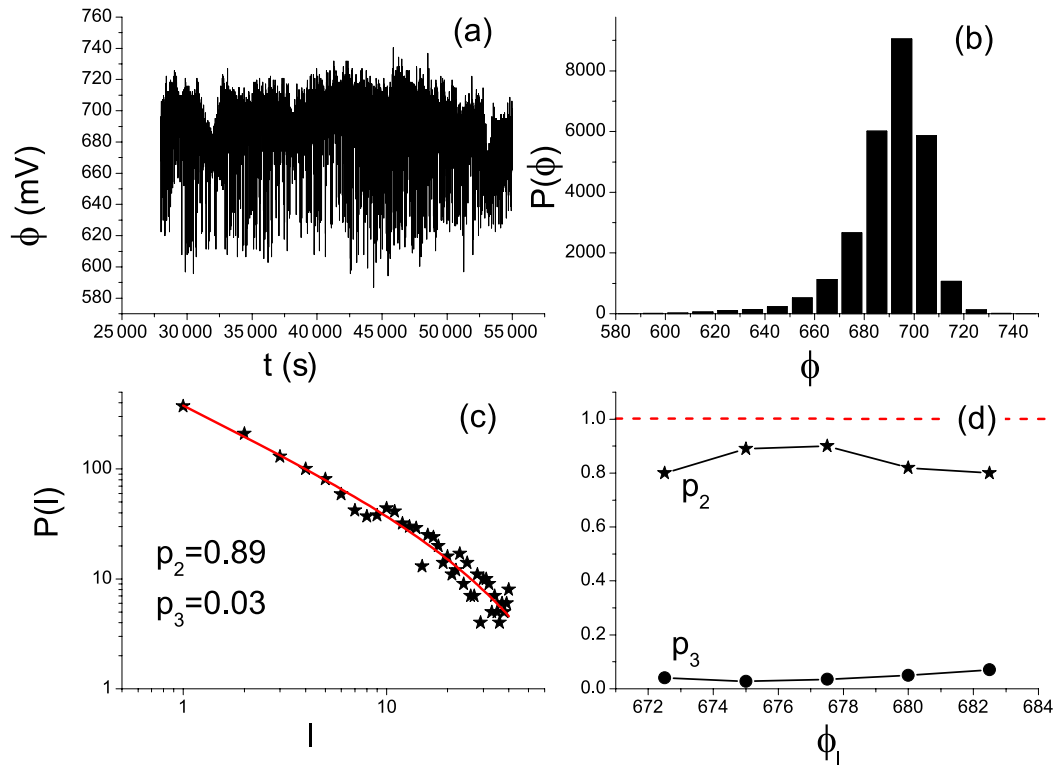 (a)
760
740
720
700
680
660
640
620
600
580
ϕ (mV)
25 000 30 000 35 000 40 000 45 000 50 000 55 000
t (s)
(b)
8000
6000
4000
2000
0
P(ϕ)
580 600 620 640 660 680 700 720 740
ϕ
(c)
100
10
1
P(l)
p2=0.89
p3=0.03
1 10
l
(d)
1.0
0.8
0.6
0.4
0.2
0.0
p2
p3
672 674 676 678 680 682 684
ϕl